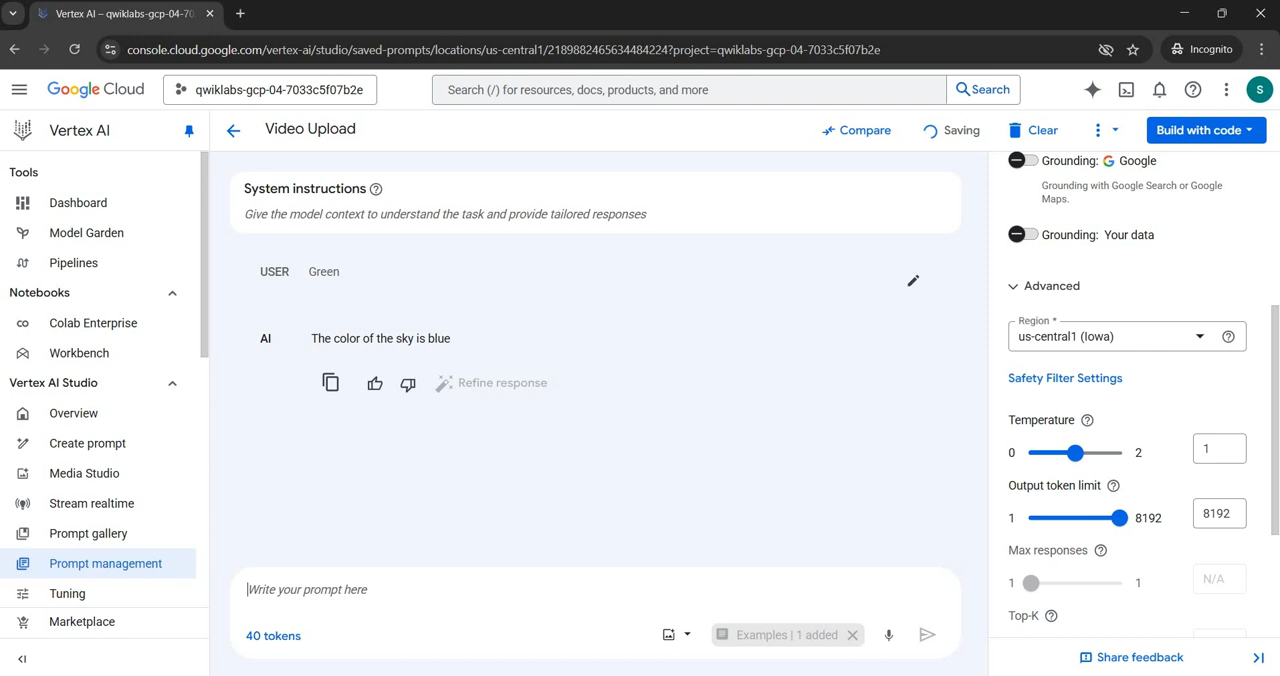 Vertex AI – qwiklabs-gcp-04-70
console.cloud.google.com/vertex-ai/studio/saved-prompts/locations/us-central1/2189882465634484224?project=qwiklabs-gcp-04-7033c5f07b2e
Incognito
Google Cloud
qwiklabs-gcp-04-7033c5f07b2e
Search (/) for resources, docs, products, and more
Search
S
Vertex AI
Video Upload
Compare
Saving
Clear
Build with code
Tools
Dashboard
Model Garden
Pipelines
Notebooks
Colab Enterprise
Workbench
Vertex AI Studio
Overview
Create prompt
Media Studio
Stream realtime
Prompt gallery
Prompt management
Tuning
Marketplace
System instructions
Give the model context to understand the task and provide tailored responses
USER Green
AI The color of the sky is blue
Refine response
Write your prompt here
40 tokens
Examples | 1 added
Grounding: Google
Grounding with Google Search or Google
Maps.
Grounding: Your data
Advanced
Region *
us-central1 (Iowa)
Safety Filter Settings
Temperature
0 2 1
Output token limit
1 8192 8192
Max responses
1 1 N/A
Top-K
Share feedback